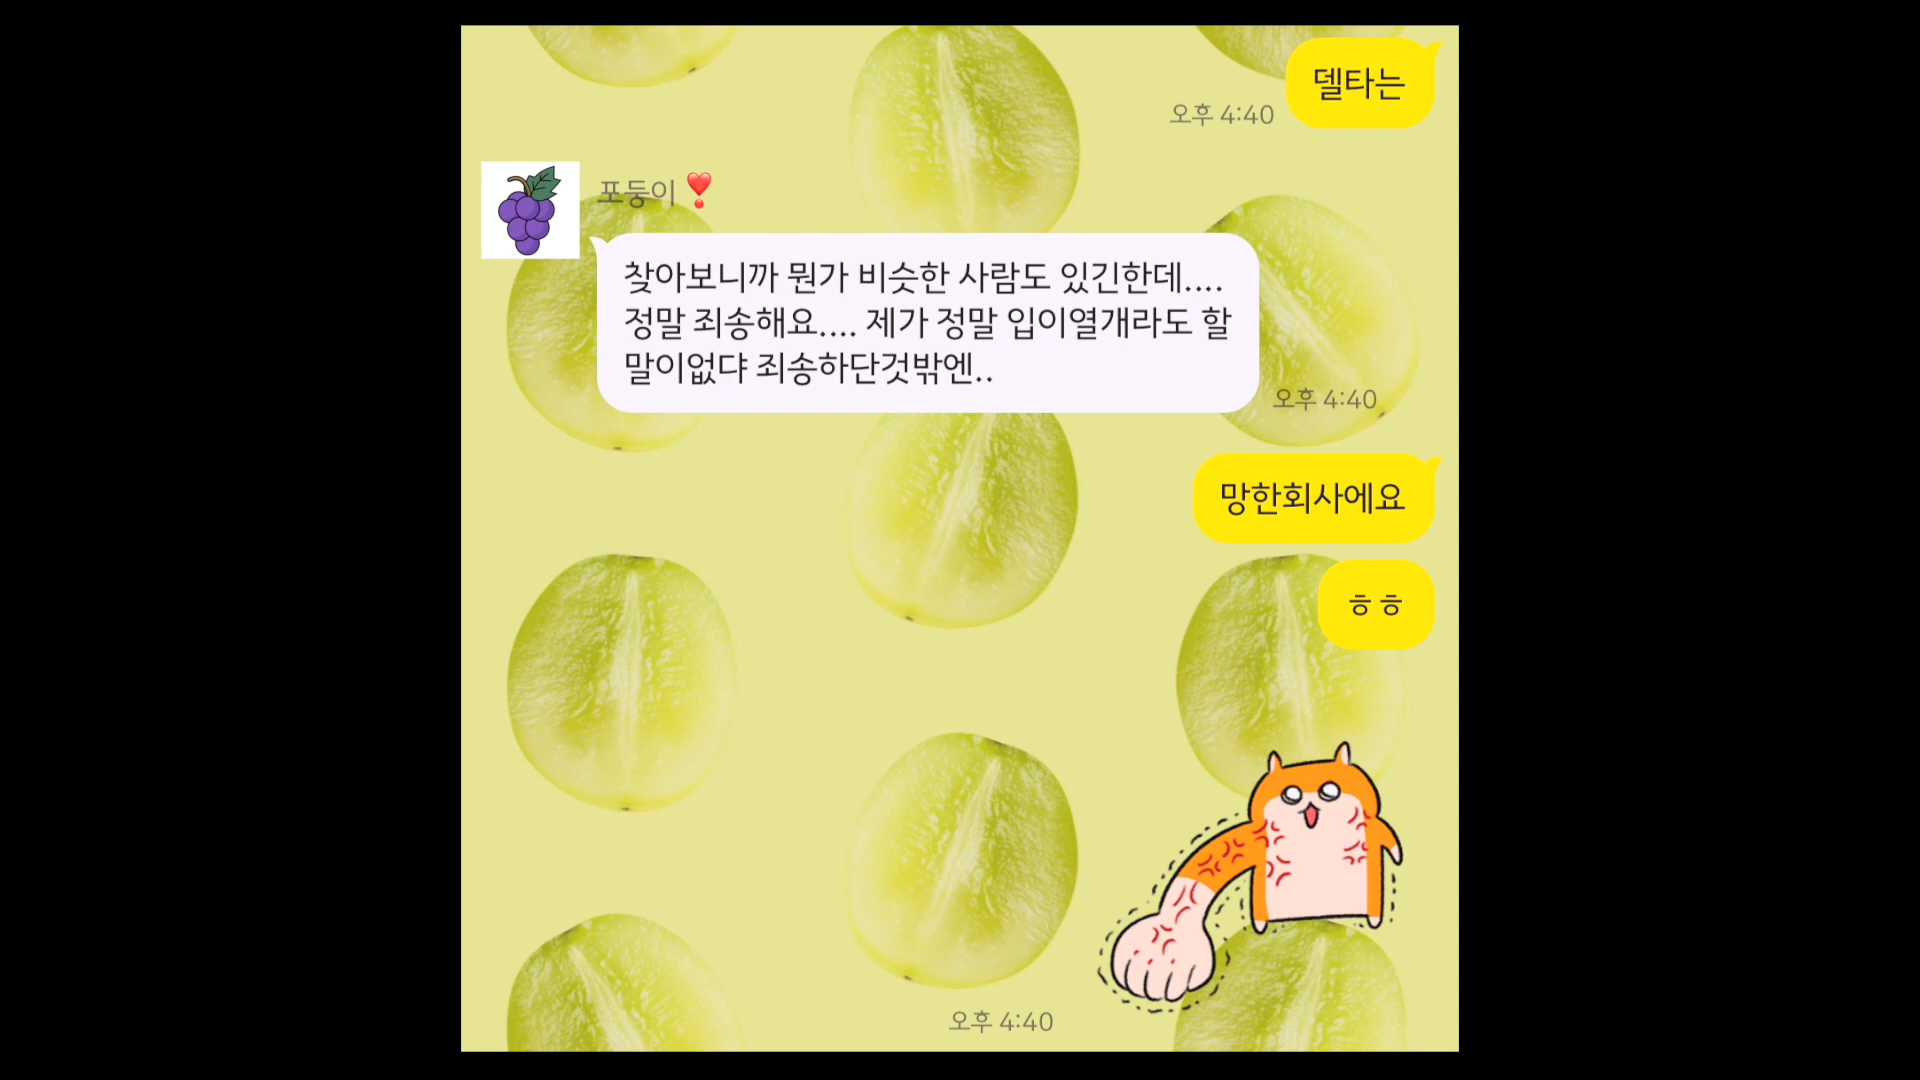 델타는
오후 4:40
포둥이❣️
찾아보니까 뭔가 비슷한 사람도 있긴한데....
정말 죄송해요.... 제가 정말 입이열개라도 할
말이없댜 죄송하단것밖엔..
오후 4:40
망한회사에요
ㅎㅎ
오후 4:40